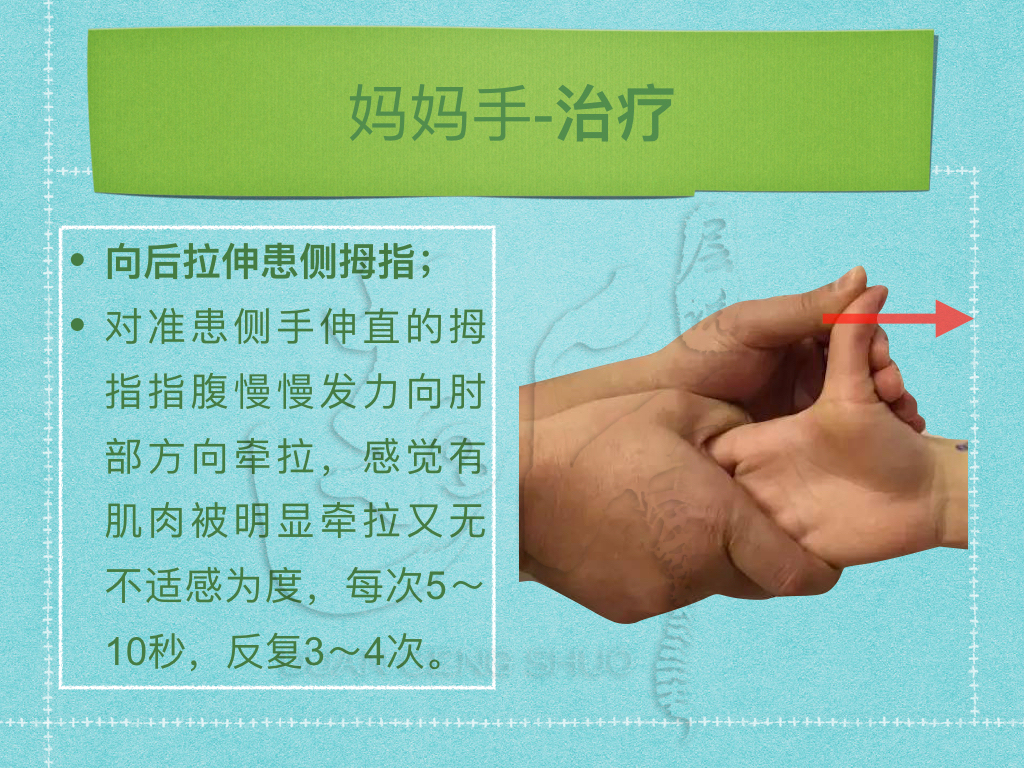 妈妈手-治疗
• 向后拉伸患侧拇指；
• 对准患侧手伸直的拇
指指腹慢慢发力向肘
部方向牵拉，感觉有
肌肉被明显牵拉又无
不适感为度，每次5～
10秒，反复3～4次。
层
说
SHUO